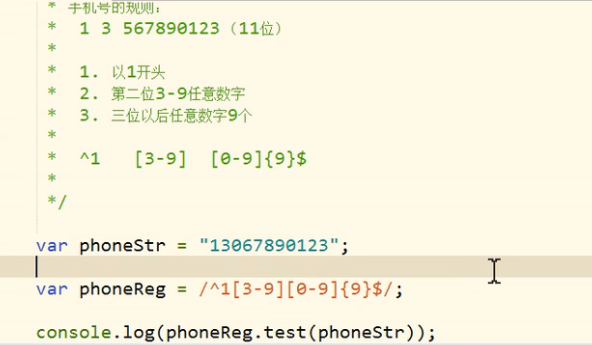 * 手机号的规则:
* 1 3 567890123 (11位)
*
* 1. 以1开头
* 2. 第二位3-9任意数字
* 3. 三位以后任意数字9个
*
* ^1 [3-9] [0-9]{9}$
*
*/
var phoneStr = "13067890123";
var phoneReg = /^1[3-9][0-9]{9}$/;
console.log(phoneReg.test(phoneStr));